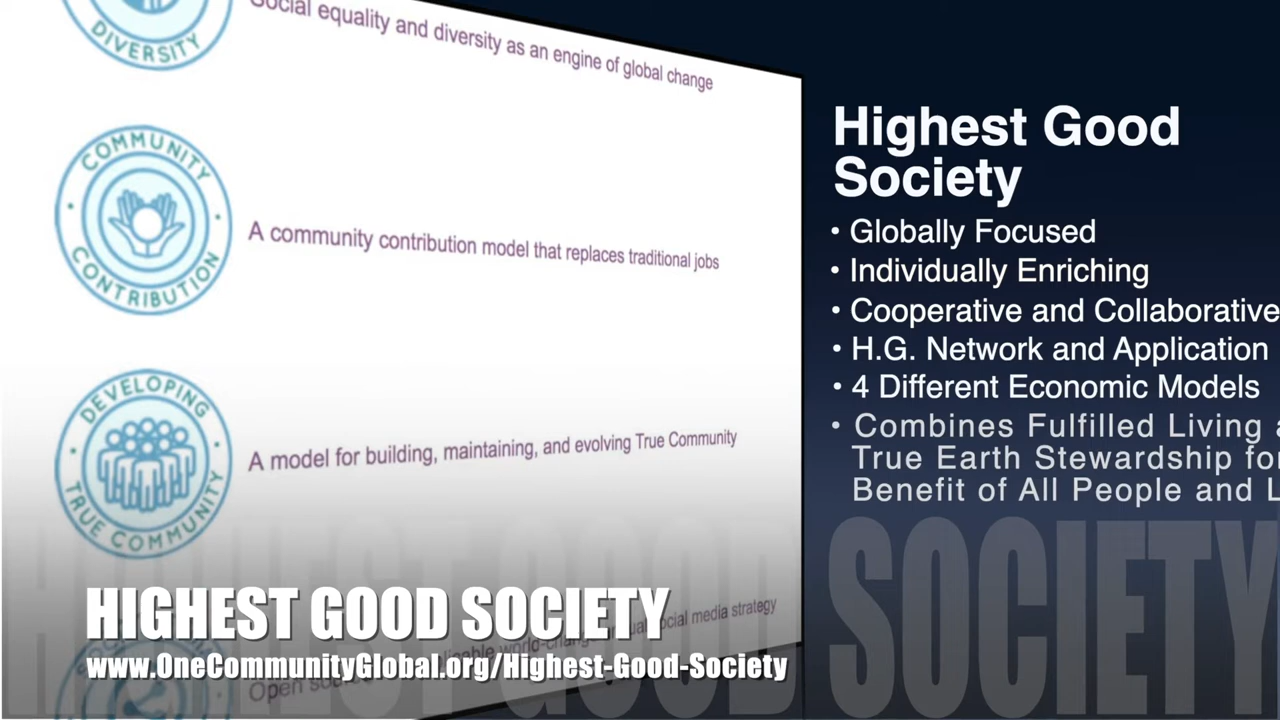 DIVERSITY
Social equality and diversity as an engine of global change
COMMUNITY
CONTRIBUTION
A community contribution model that replaces traditional jobs
DEVELOPING
TRUE COMMUNITY
A model for building, maintaining, and evolving True Community
social media strategy
Open
Highest Good
Society
• Globally Focused
• Individually Enriching
• Cooperative and Collaborative
• H.G. Network and Application
• 4 Different Economic Models
• Combines Fulfilled Living
True Earth Stewardship for
Benefit of All People and
HIGHEST GOOD SOCIETY
HIGHEST GOOD SOCIETY
www.OneCommunityGlobal.org/Highest-Good-Society